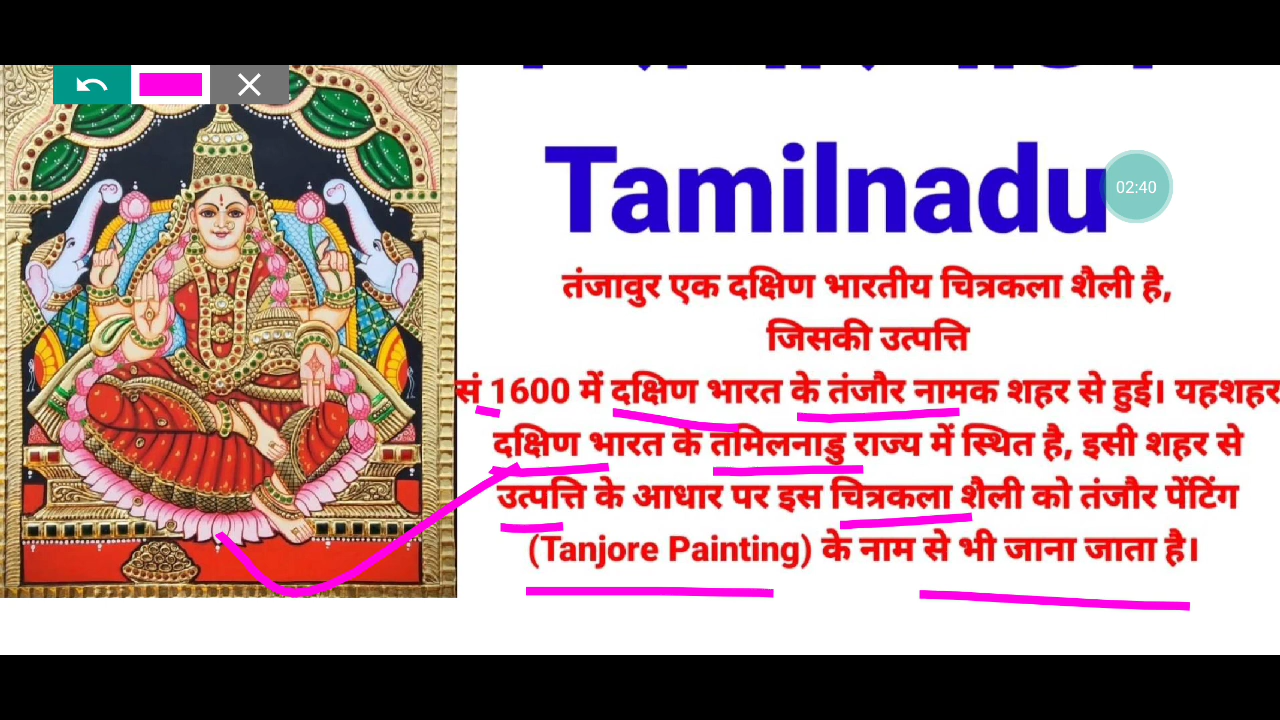 Tamilnadu
02:40
तंजावुर एक दक्षिण भारतीय चित्रकला शैली है,
जिसकी उत्पत्ति
सं 1600 में दक्षिण भारत के तंजौर नामक शहर से हुई। यहशहर
दक्षिण भारत के तमिलनाडु राज्य में स्थित है, इसी शहर से
उत्पत्ति के आधार पर इस चित्रकला शैली को तंजौर पेंटिंग
(Tanjore Painting) के नाम से भी जाना जाता है।